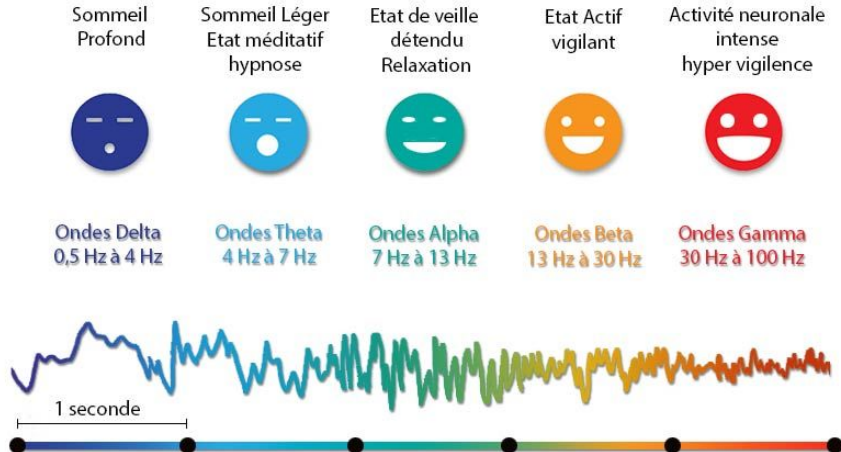 Sommeil
Profond
Sommeil Léger
Etat méditatif
hypnose
Etat de veille
détendu
Relaxation
Etat Actif
vigilant
Activité neuronale
intense
hyper vigilence
Ondes Delta
0,5 Hz à 4 Hz
Ondes Theta
4 Hz à 7 Hz
Ondes Alpha
7 Hz à 13 Hz
Ondes Beta
13 Hz à 30 Hz
Ondes Gamma
30 Hz à 100 Hz
1 seconde